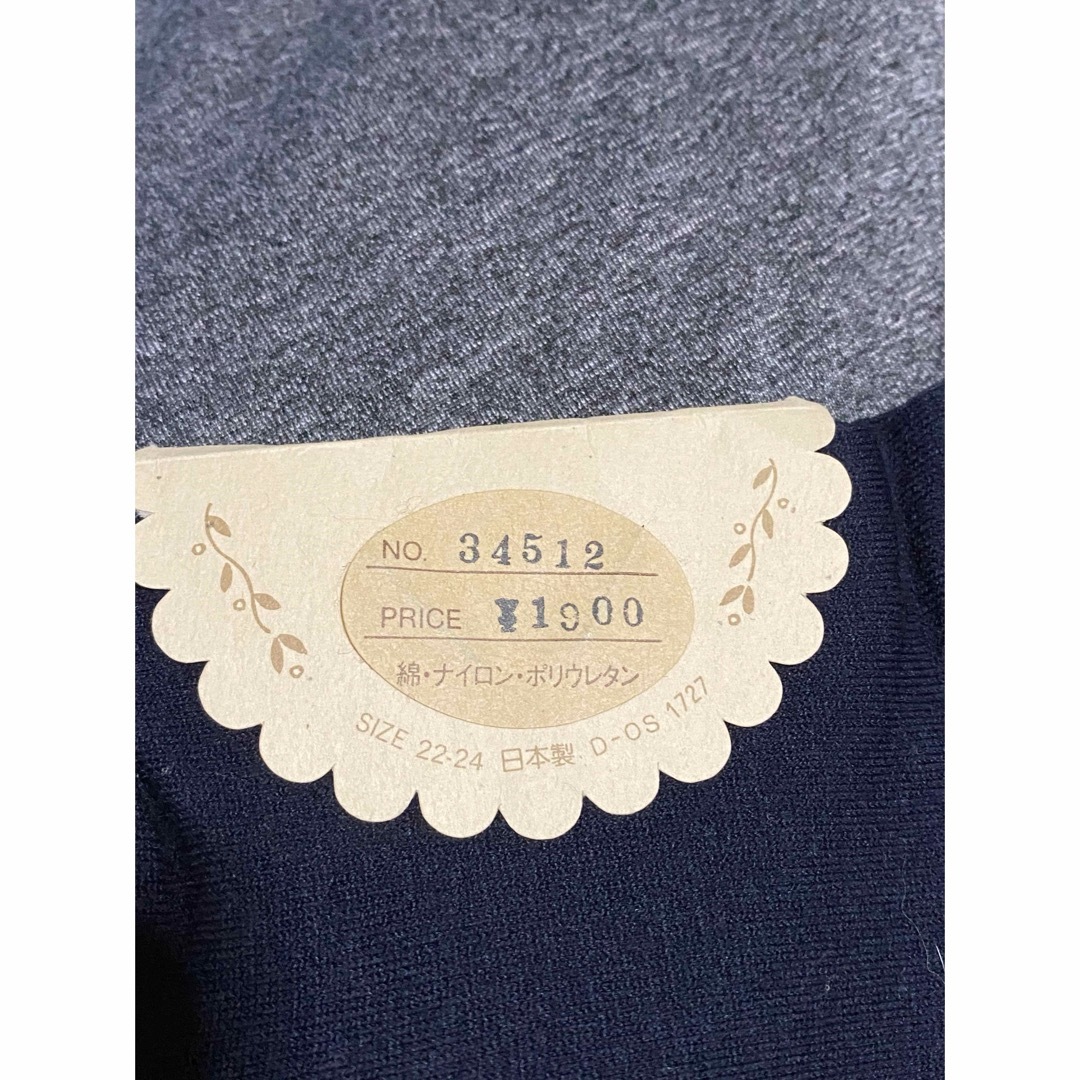 NO. 34512
PRICE ¥1900
綿・ナイロン・ポリウレタン
SIZE 22-24 日本製 D-OS 1727